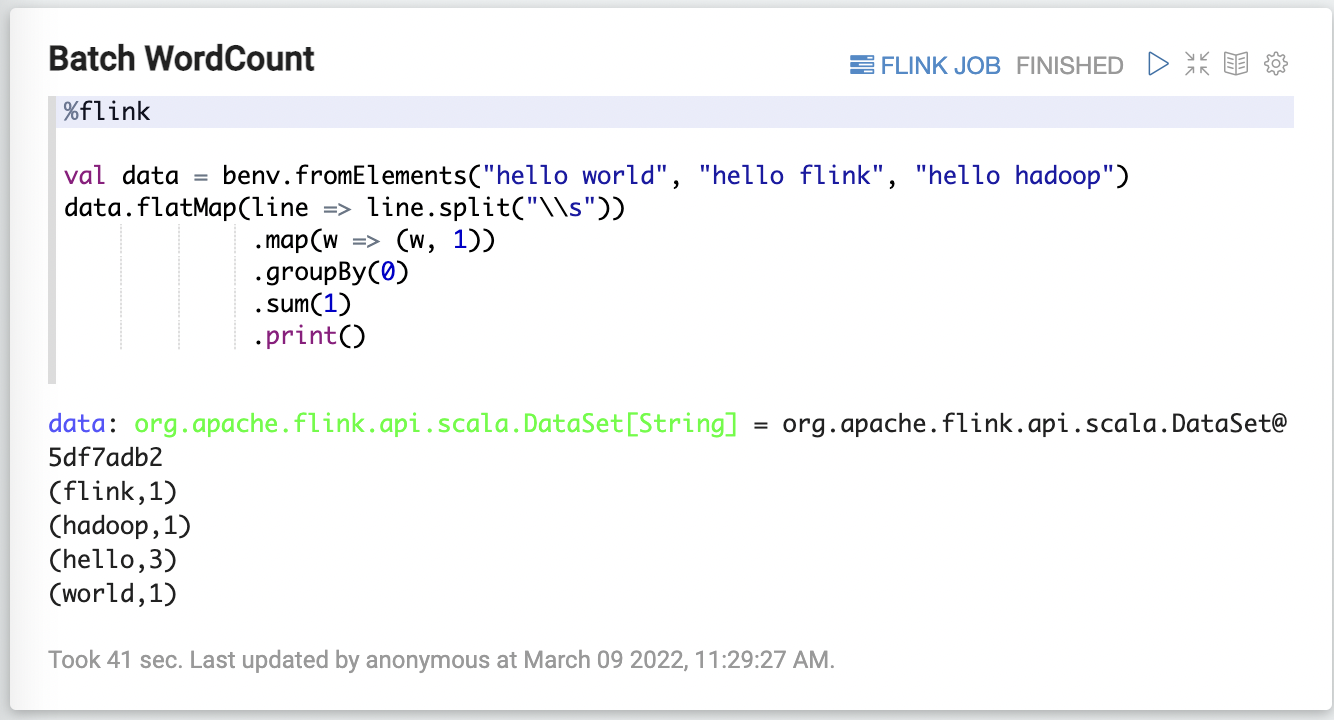 Batch WordCount
FLINK JOB FINISHED
%flink
val data = benv.fromElements("hello world", "hello flink", "hello hadoop")
data.flatMap(line => line.split("\\s"))
.map(w => (w, 1))
.groupBy(0)
.sum(1)
.print()
data: org.apache.flink.api.scala.DataSet[String] = org.apache.flink.api.scala.DataSet@
5df7adb2
(flink,1)
(hadoop,1)
(hello,3)
(world,1)
Took 41 sec. Last updated by anonymous at March 09 2022, 11:29:27 AM.